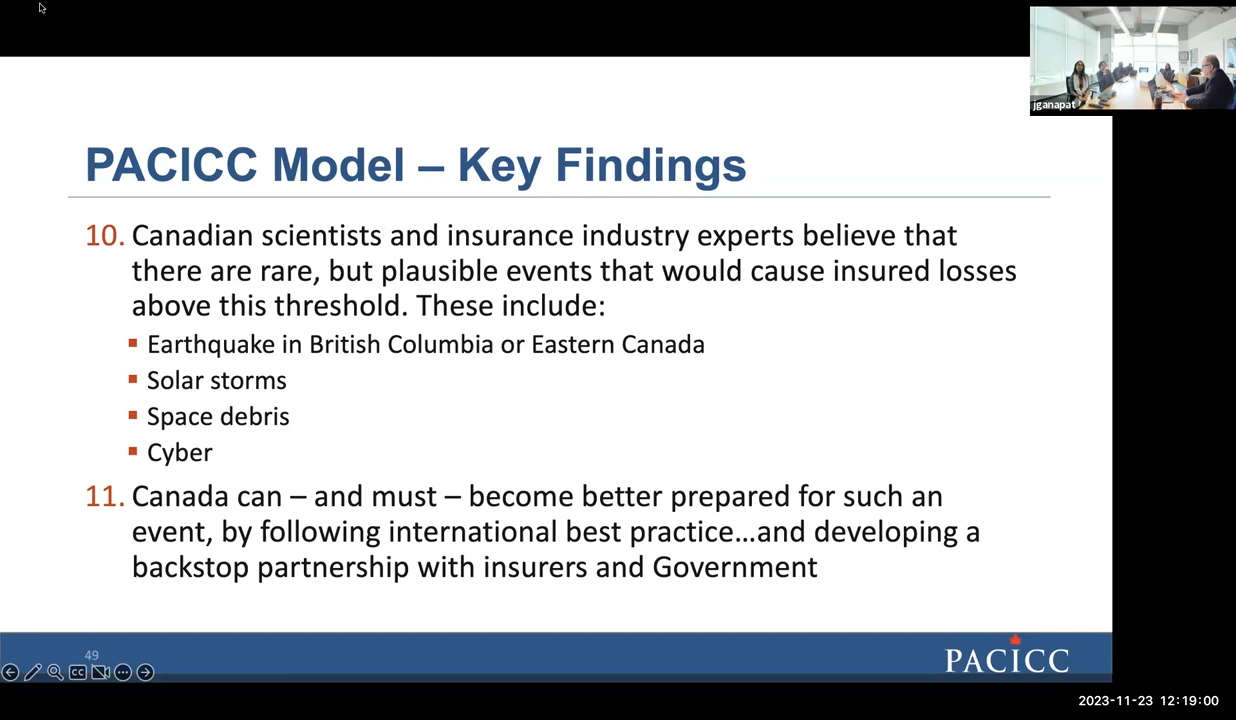 jganapat
PACICC Model – Key Findings
10. Canadian scientists and insurance industry experts believe that
there are rare, but plausible events that would cause insured losses
above this threshold. These include:
▪ Earthquake in British Columbia or Eastern Canada
▪ Solar storms
▪ Space debris
▪ Cyber
11. Canada can – and must – become better prepared for such an
event, by following international best practice…and developing a
backstop partnership with insurers and Government
49
CC
PACICC
2023-11-23 12:19:00